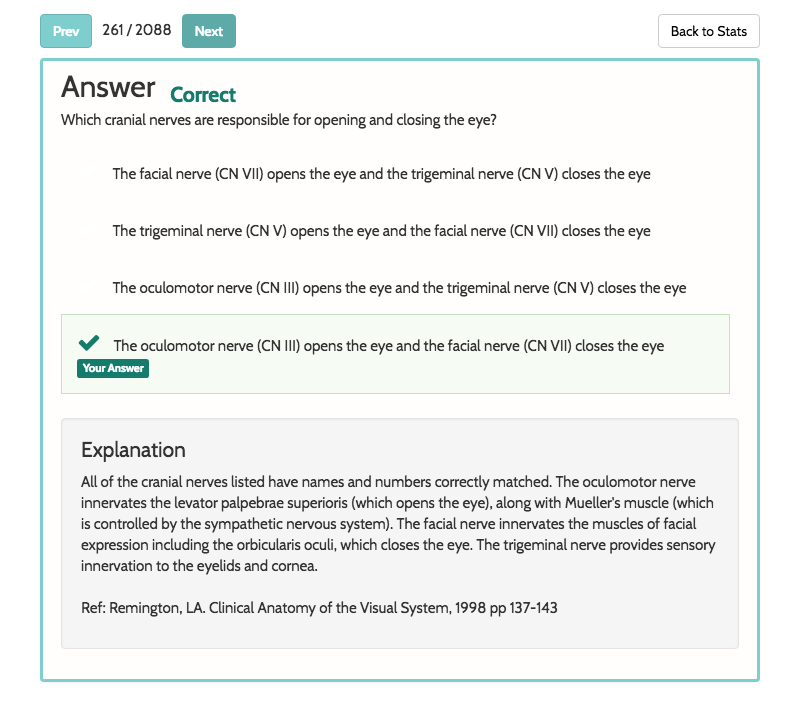 Prev 261 / 2088 Next Back to Stats
Answer Correct
Which cranial nerves are responsible for opening and closing the eye?
The facial nerve (CN VII) opens the eye and the trigeminal nerve (CN V) closes the eye
The trigeminal nerve (CN V) opens the eye and the facial nerve (CN VII) closes the eye
The oculomotor nerve (CN III) opens the eye and the trigeminal nerve (CN V) closes the eye
The oculomotor nerve (CN III) opens the eye and the facial nerve (CN VII) closes the eye
Your Answer
Explanation
All of the cranial nerves listed have names and numbers correctly matched. The oculomotor nerve
innervates the levator palpebrae superioris (which opens the eye), along with Mueller's muscle (which
is controlled by the sympathetic nervous system). The facial nerve innervates the muscles of facial
expression including the orbicularis oculi, which closes the eye. The trigeminal nerve provides sensory
innervation to the eyelids and cornea.
Ref: Remington, LA. Clinical Anatomy of the Visual System, 1998 pp 137-143